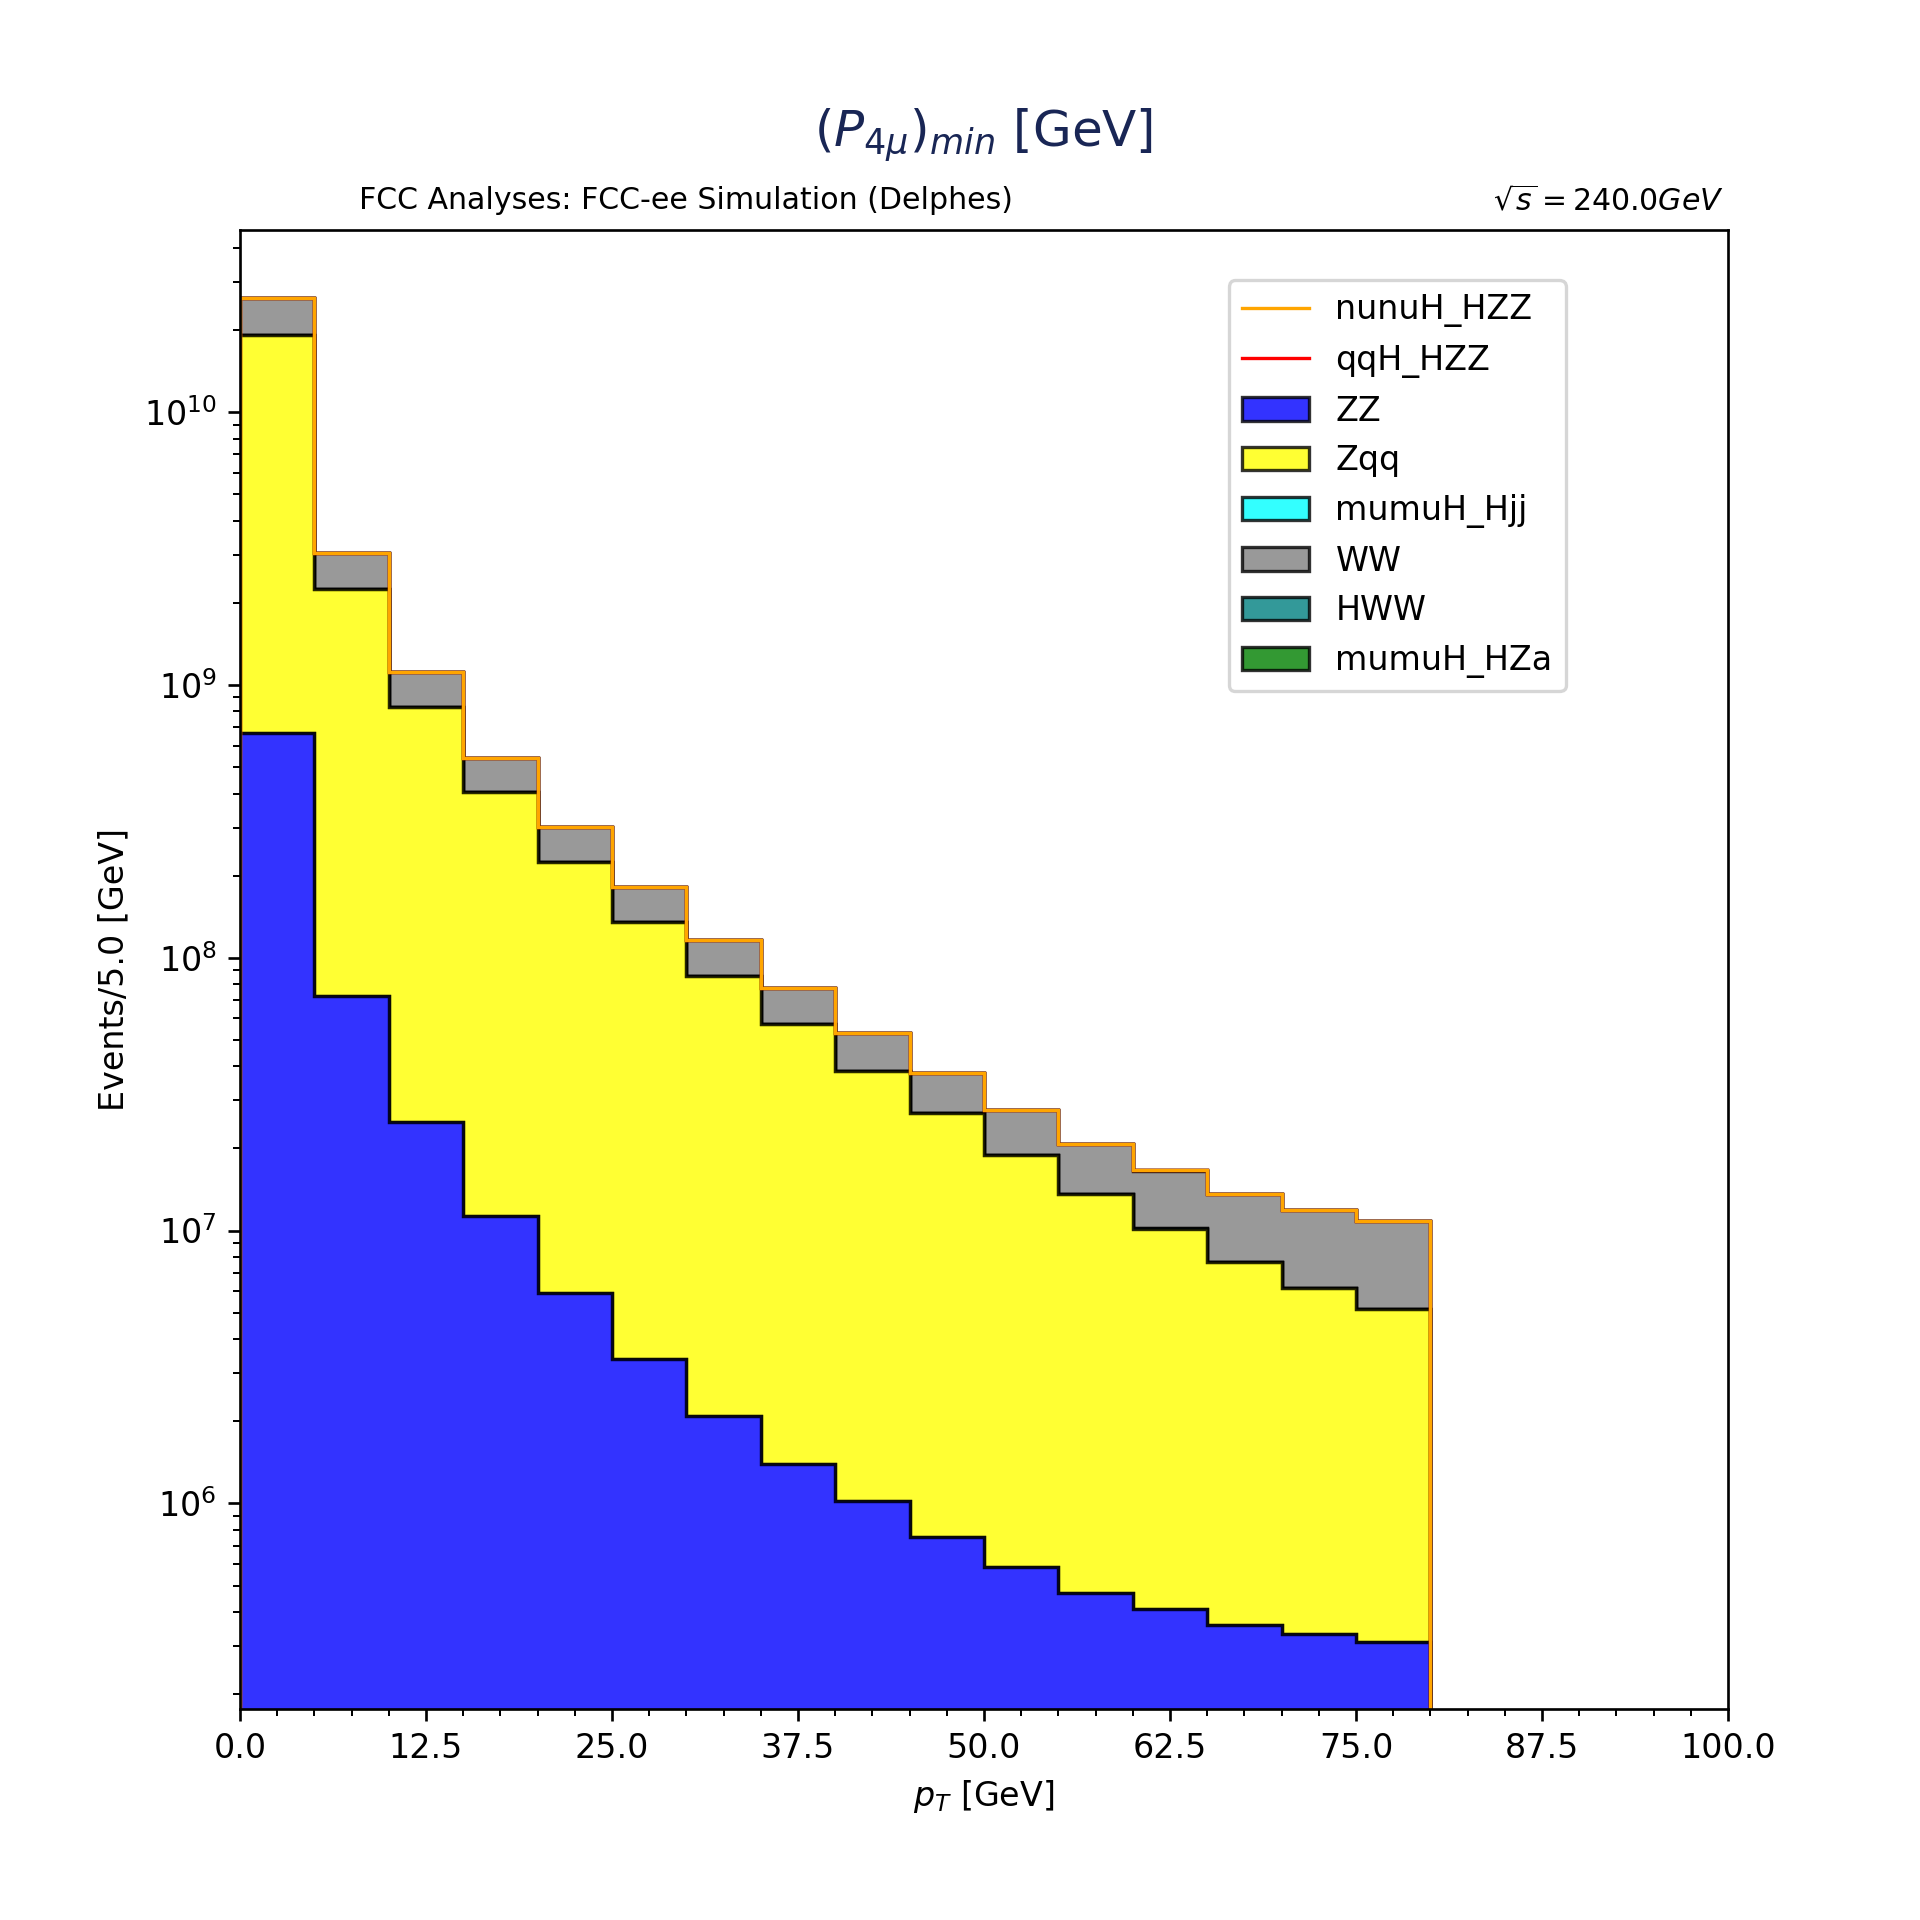 (P4μ)min [GeV]
FCC Analyses: FCC-ee Simulation (Delphes)
√s = 240.0GeV
nunuH_HZZ
qqH_HZZ
ZZ
Zqq
mumuH_Hjj
WW
HWW
mumuH_HZa
10^10
10^9
10^8
10^7
10^6
Events/5.0 [GeV]
0.0 12.5 25.0 37.5 50.0 62.5 75.0 87.5 100.0
pT [GeV]